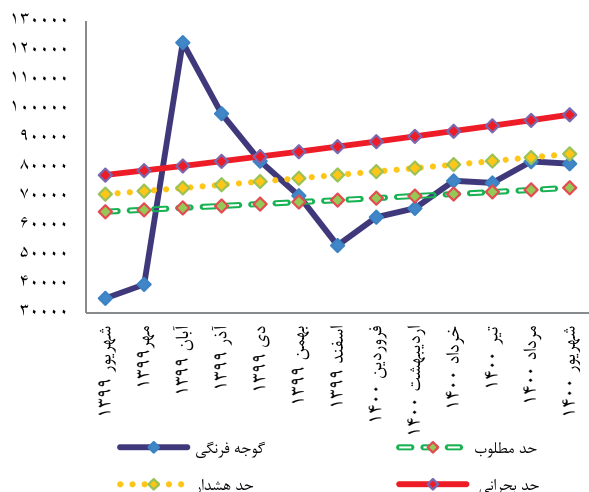 ۱۳۰۰۰۰
۱۲۰۰۰۰
۱۱۰۰۰۰
۱۰۰۰۰۰
۹۰۰۰۰
۸۰۰۰۰
۷۰۰۰۰
۶۰۰۰۰
۵۰۰۰۰
۴۰۰۰۰
۳۰۰۰۰
شهریور ۱۳۹۹
مهر۱۳۹۹
آبان ۱۳۹۹
آذر ۱۳۹۹
دی ۱۳۹۹
بهمن ۱۳۹۹
اسفند ۱۳۹۹
فروردین ۱۴۰۰
اردیبهشت ۱۴۰۰
خرداد ۱۴۰۰
تیر ۱۴۰۰
مرداد ۱۴۰۰
شهریور ۱۴۰۰
گوجه فرنگی
حد مطلوب
حد هشدار
حد بحرانی